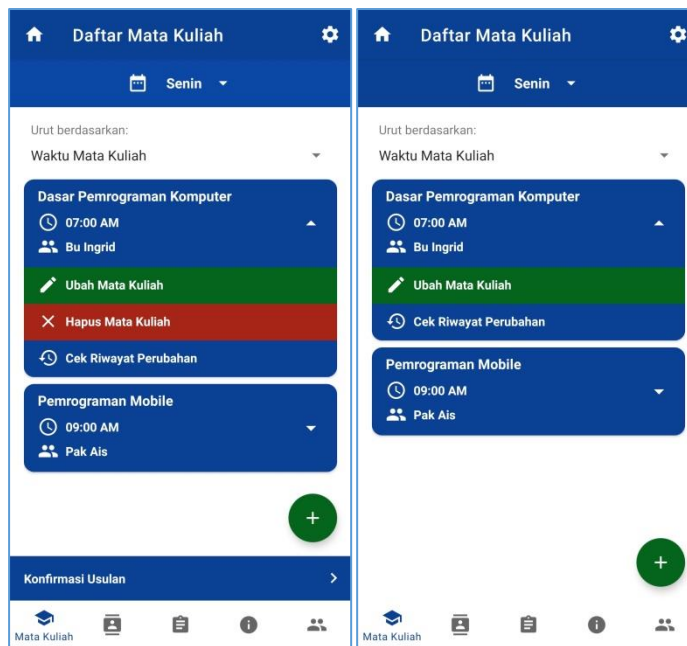 Daftar Mata Kuliah
Senin
Urut berdasarkan:
Waktu Mata Kuliah
Dasar Pemrograman Komputer
07:00 AM
Bu Ingrid
Ubah Mata Kuliah
Hapus Mata Kuliah
Cek Riwayat Perubahan
Pemrograman Mobile
09:00 AM
Pak Ais
Konfirmasi Usulan
Mata Kuliah
Daftar Mata Kuliah
Senin
Urut berdasarkan:
Waktu Mata Kuliah
Dasar Pemrograman Komputer
07:00 AM
Bu Ingrid
Ubah Mata Kuliah
Cek Riwayat Perubahan
Pemrograman Mobile
09:00 AM
Pak Ais
Mata Kuliah